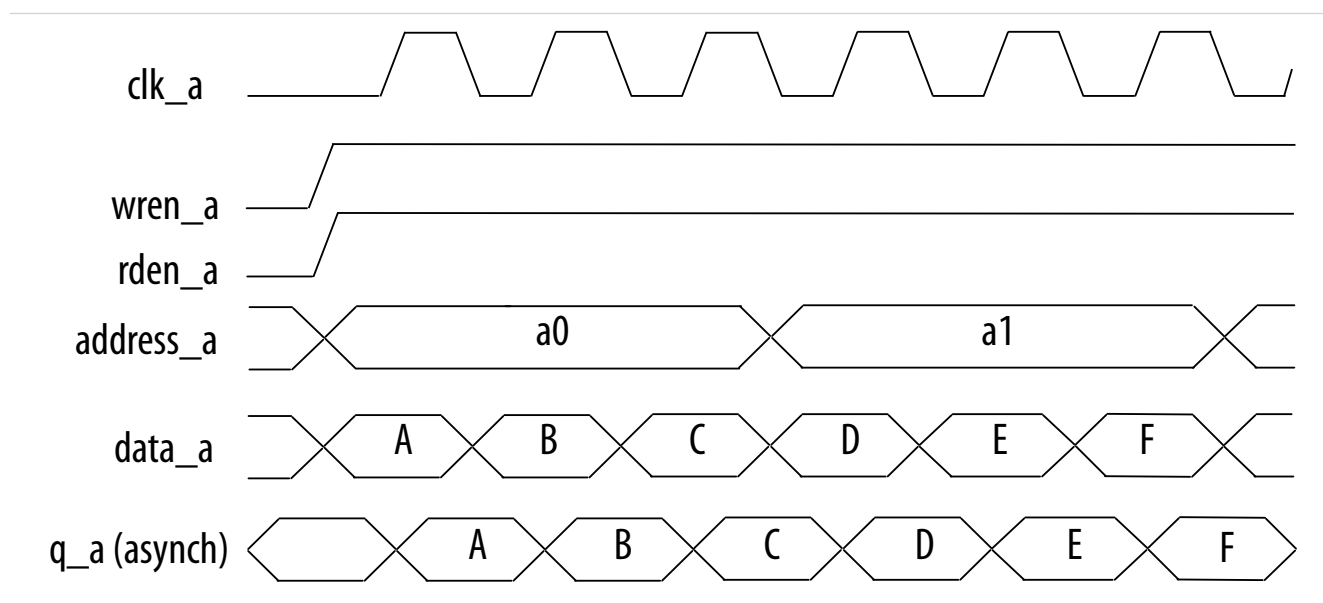 clk_a
wren_a
rden_a
address_a a0 a1
data_a A B C D E F
q_a (asynch) A B C D E F